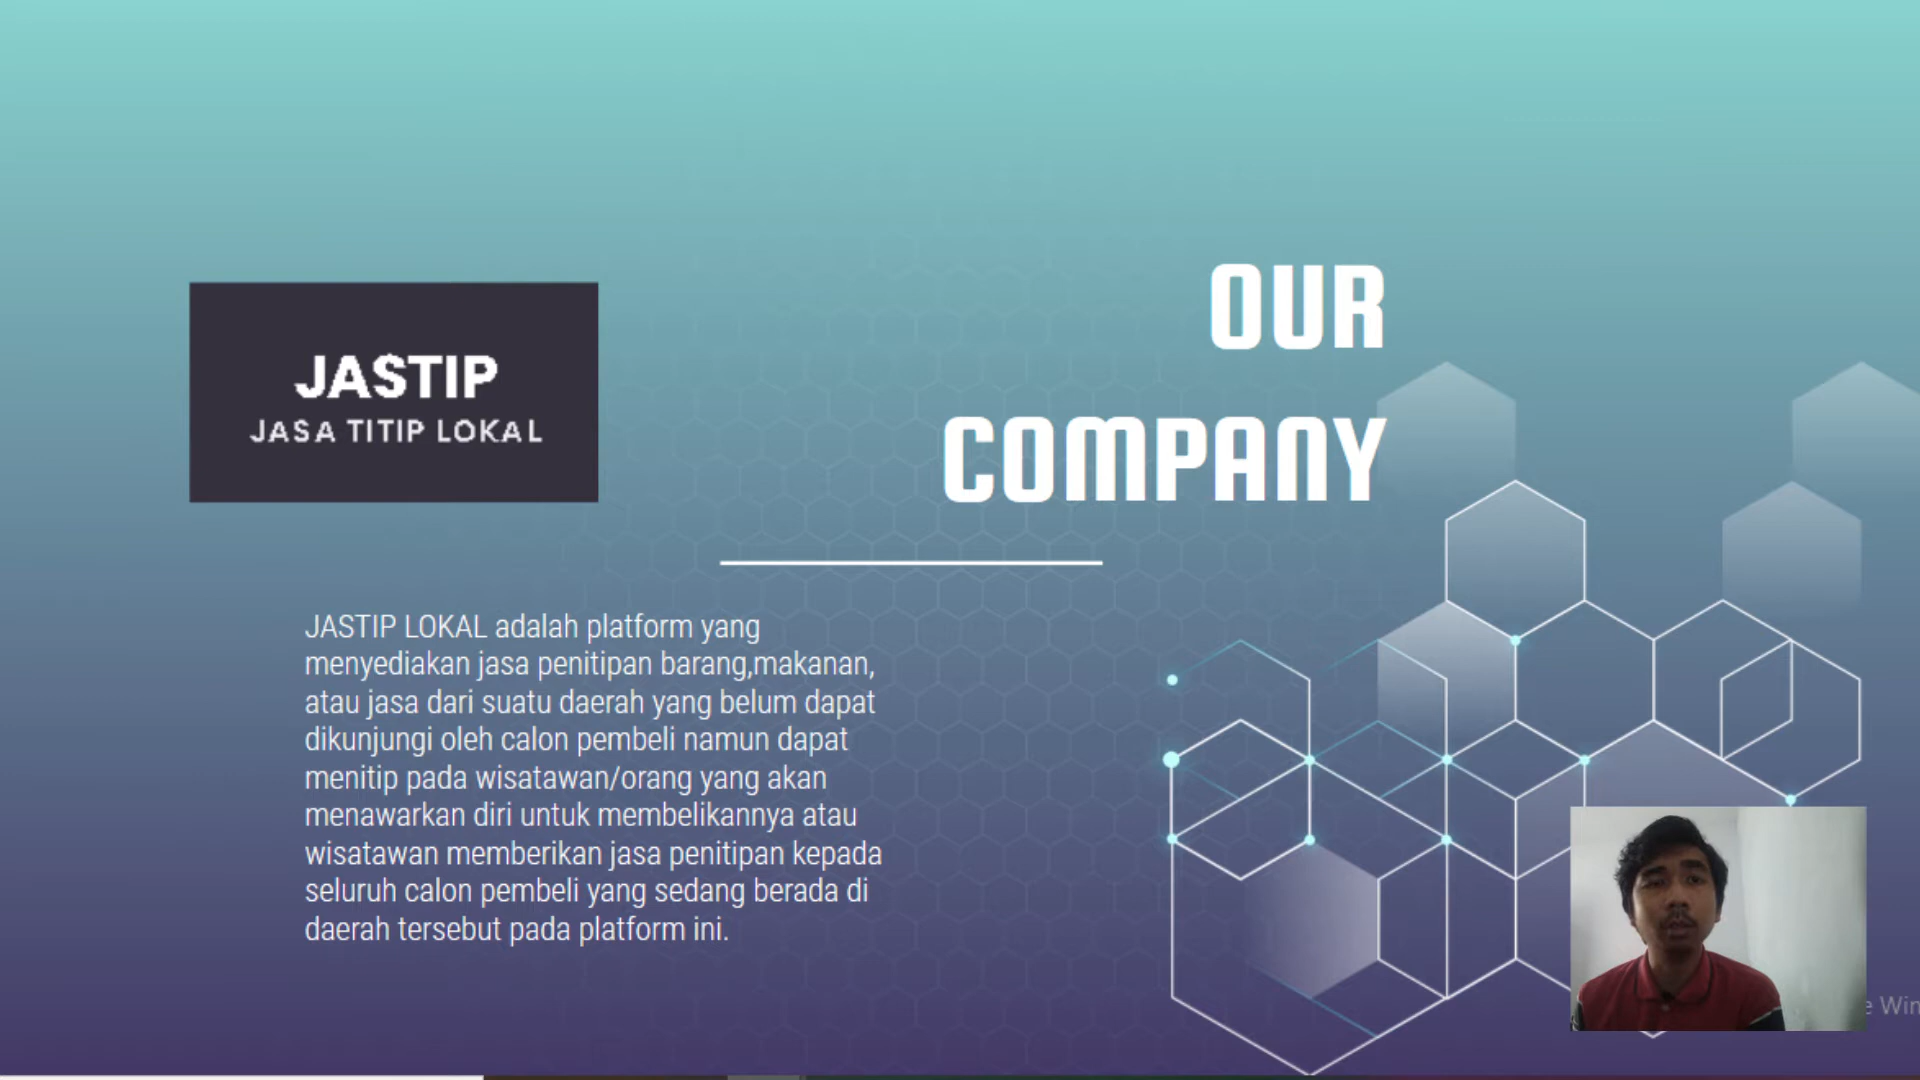 OUR
COMPANY
JASTIP
JASA TITIP LOKAL
JASTIP LOKAL adalah platform yang
menyediakan jasa penitipan barang,makanan,
atau jasa dari suatu daerah yang belum dapat
dikunjungi oleh calon pembeli namun dapat
menitip pada wisatawan/orang yang akan
menawarkan diri untuk membelikannya atau
wisatawan memberikan jasa penitipan kepada
seluruh calon pembeli yang sedang berada di
daerah tersebut pada platform ini.